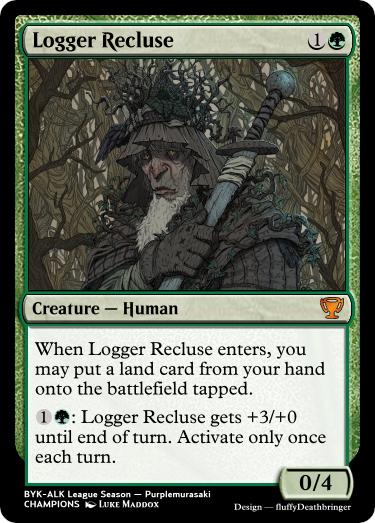 Logger Recluse 1
Creature — Human
When Logger Recluse enters, you
may put a land card from your hand
onto the battlefield tapped.
1: Logger Recluse gets +3/+0
until end of turn. Activate only once
each turn.
0/4
BYK-ALK League Season — Purplemurasaki
CHAMPIONS Luke Maddox
Design — fluffyDeathbringer